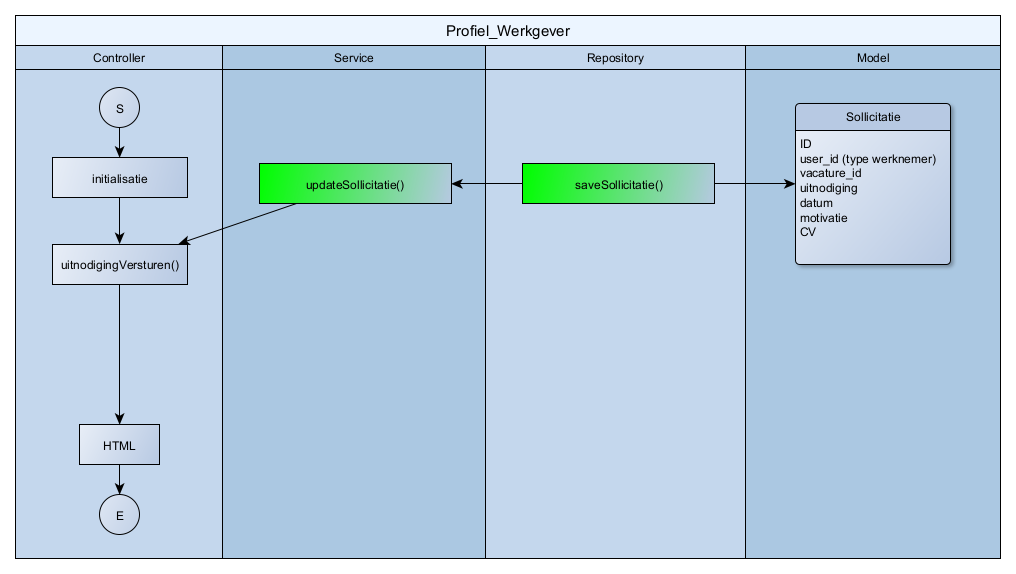 Profiel_Werkgever
Controller
Service
Repository
Model
S
initialisatie
uitnodigingVersturen()
HTML
E
updateSollicitatie()
saveSollicitatie()
Sollicitatie
ID
user_id (type werknemer)
vacature_id
uitnodiging
datum
motivatie
CV